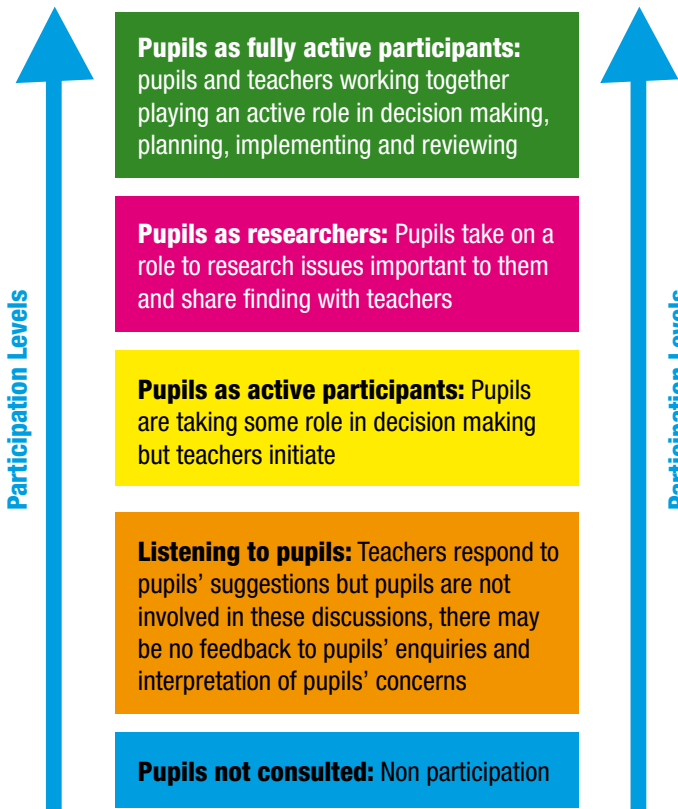 Pupils as fully active participants:
pupils and teachers working together
playing an active role in decision making,
planning, implementing and reviewing
Pupils as researchers: Pupils take on a
role to research issues important to them
and share finding with teachers
Participation Levels
Participation Levels
Pupils as active participants: Pupils
are taking some role in decision making
but teachers initiate
Listening to pupils: Teachers respond to
pupils’ suggestions but pupils are not
involved in these discussions, there may
be no feedback to pupils’ enquiries and
interpretation of pupils’ concerns
Pupils not consulted: Non participation